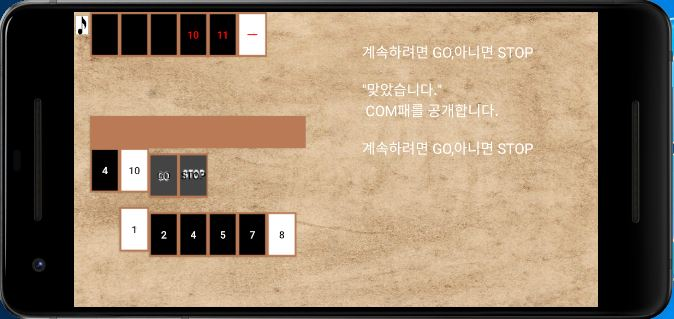 10 11 —
계속하려면 GO,아니면 STOP
"맞았습니다."
COM패를 공개합니다.
계속하려면 GO,아니면 STOP
4 10 GO STOP
1
2 4 5 7 8